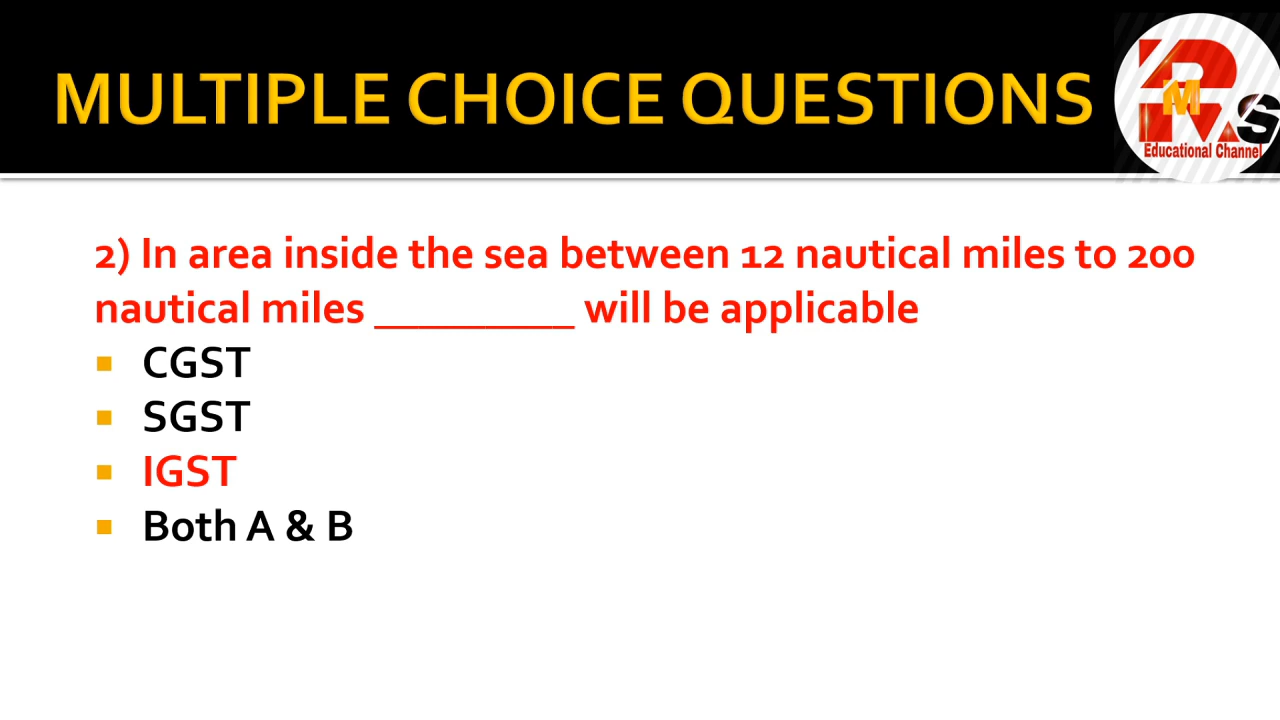 MULTIPLE CHOICE QUESTIONS
M
S
Educational Channel
2) In area inside the sea between 12 nautical miles to 200
nautical miles _________ will be applicable
CGST
SGST
IGST
Both A & B